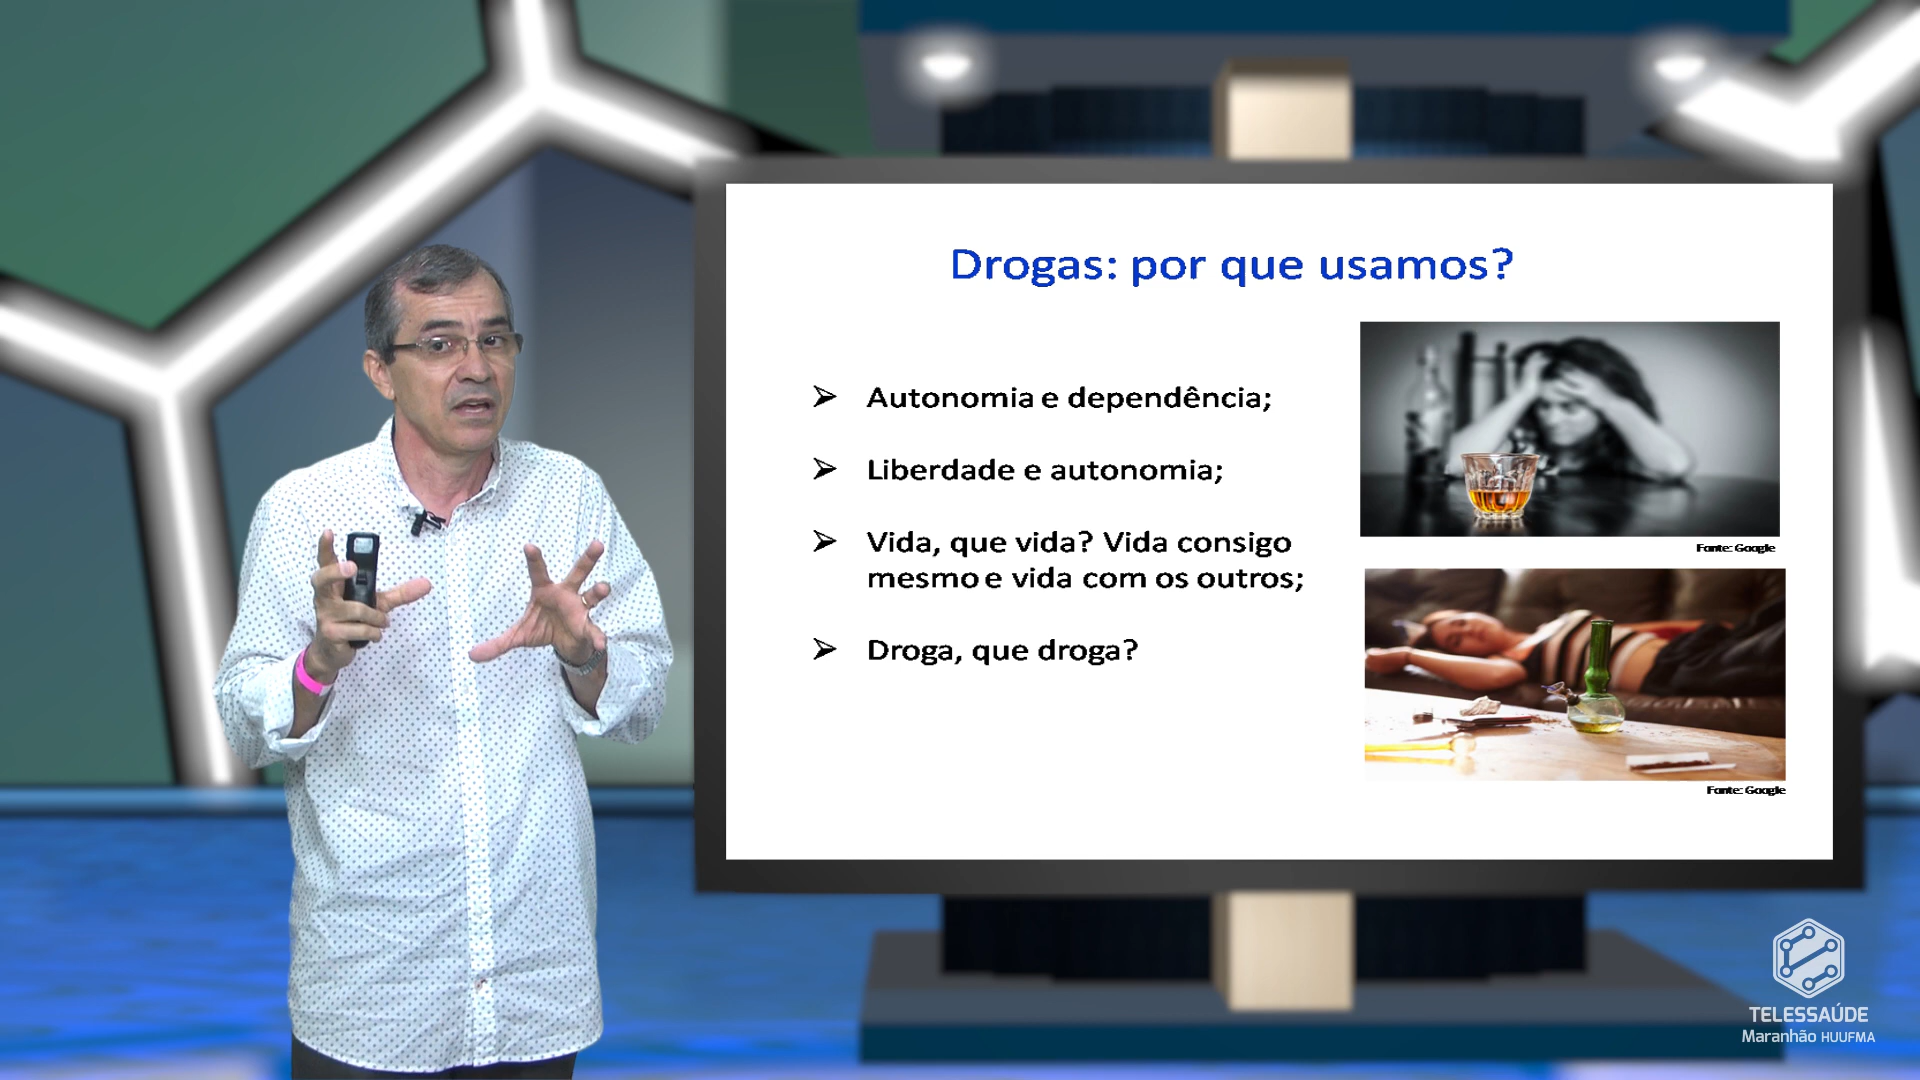 Drogas: por que usamos?
➢ Autonomia e dependência;
➢ Liberdade e autonomia;
➢ Vida, que vida? Vida consigo
mesmo e vida com os outros;
➢ Droga, que droga?
Fonte: Google
Fonte: Google
TELESSAÚDE
Maranhão HUUFMA